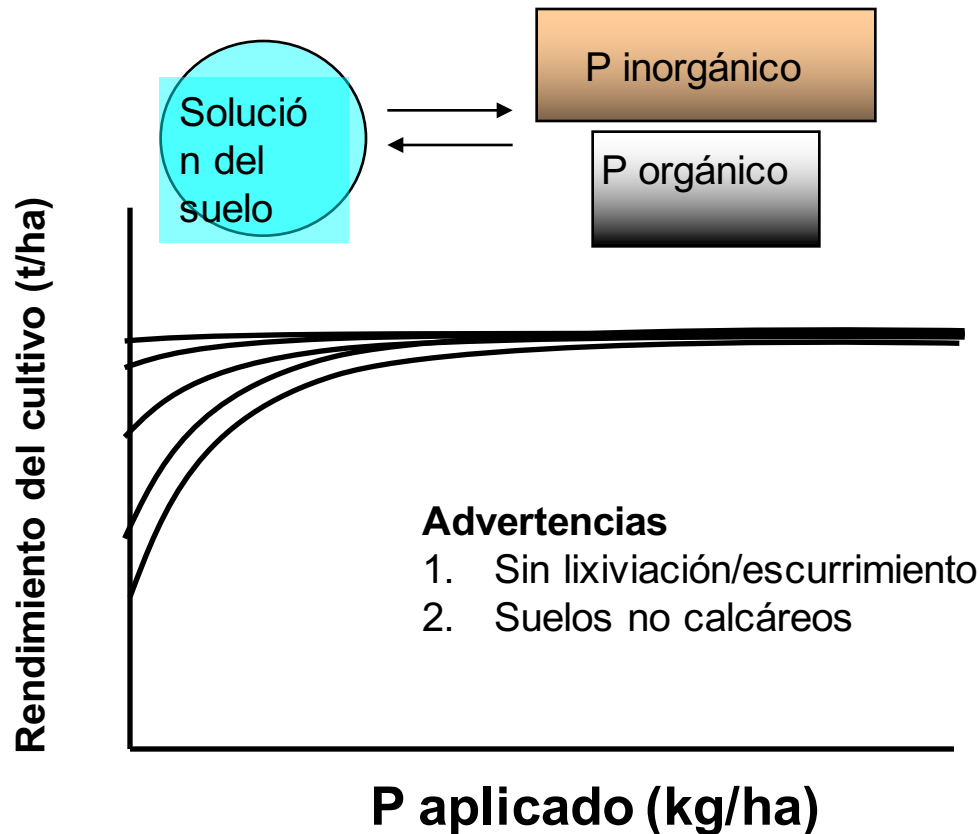 P inorgánico
Solució
n del
suelo
P orgánico
Rendimiento del cultivo (t/ha)
Advertencias
1. Sin lixiviación/escurrimiento
2. Suelos no calcáreos
P aplicado (kg/ha)